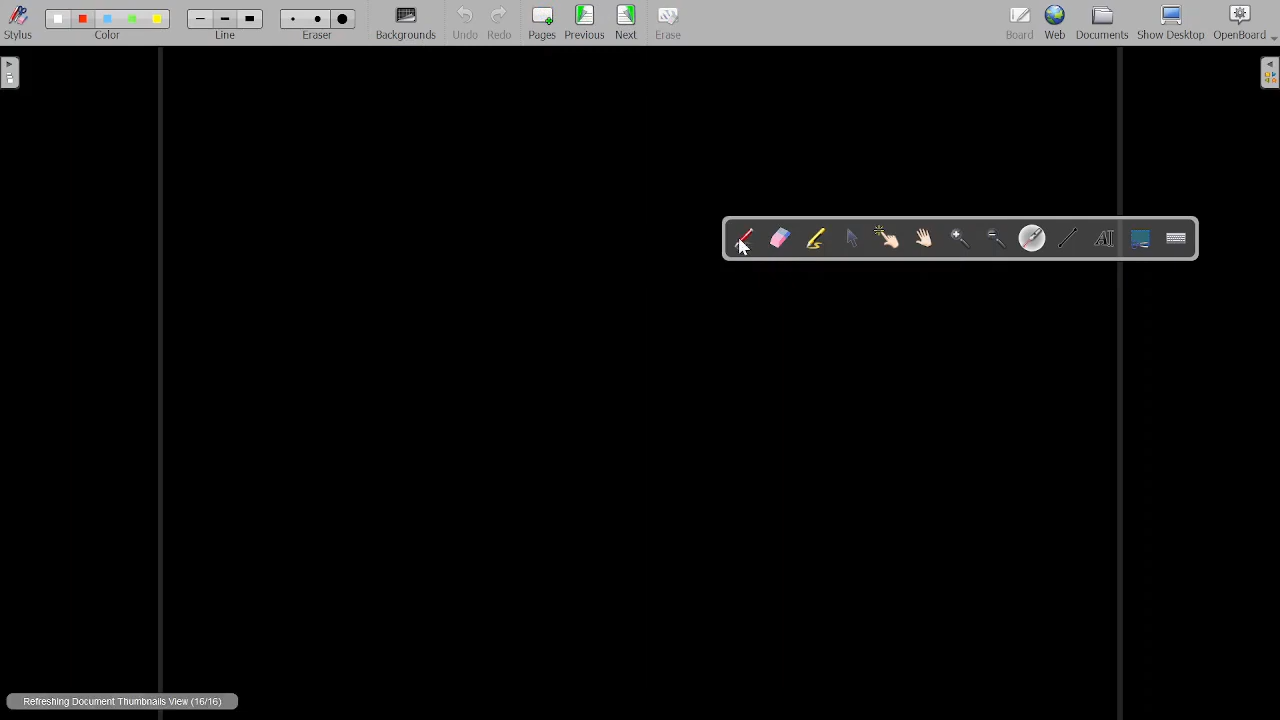 Stylus Color Line Eraser Backgrounds Undo Redo Pages Previous Next Erase Board Web Documents Show Desktop OpenBoard
AI
Refreshing Document Thumbnails View (16/16)